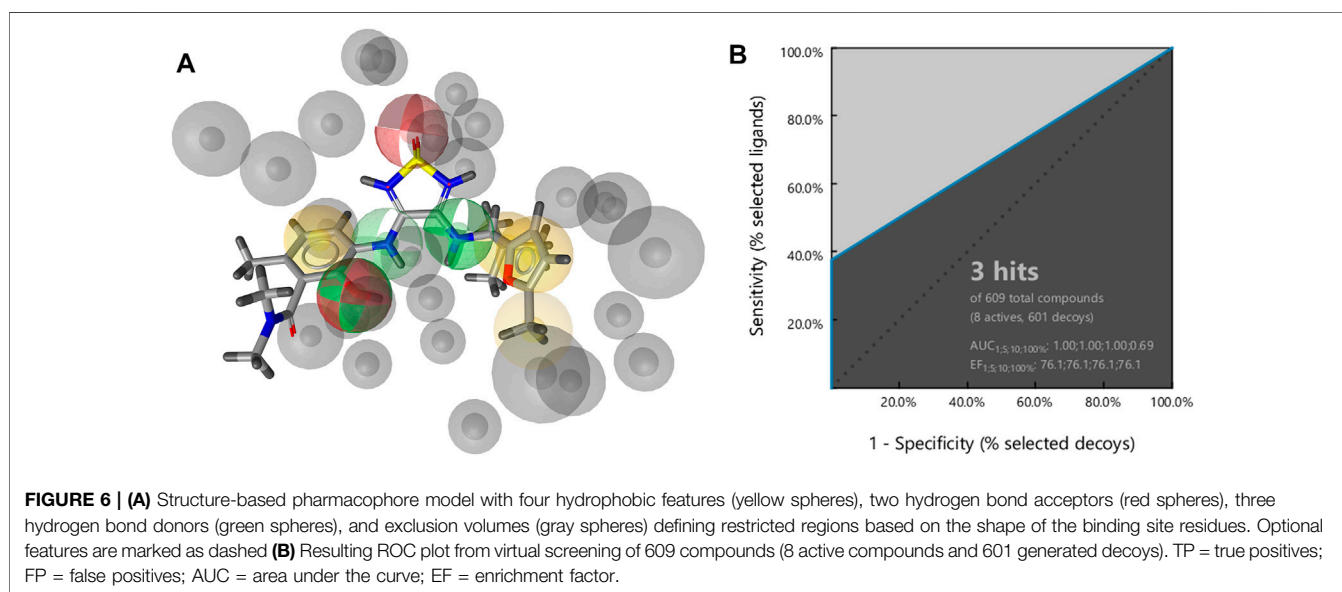 A
B
100.0%
80.0%
60.0%
40.0%
20.0%
Sensitivity (% selected ligands)
3 hits
of 609 total compounds
(8 actives, 601 decoys)
AUC1;5;10;100%: 1.00;1.00;1.00;0.69
EF1;5;10;100%: 76.1;76.1;76.1;76.1
20.0% 40.0% 60.0% 80.0% 100.0%
1 - Specificity (% selected decoys)
FIGURE 6 | (A) Structure-based pharmacophore model with four hydrophobic features (yellow spheres), two hydrogen bond acceptors (red spheres), three
hydrogen bond donors (green spheres), and exclusion volumes (gray spheres) defining restricted regions based on the shape of the binding site residues. Optional
features are marked as dashed (B) Resulting ROC plot from virtual screening of 609 compounds (8 active compounds and 601 generated decoys). TP = true positives;
FP = false positives; AUC = area under the curve; EF = enrichment factor.